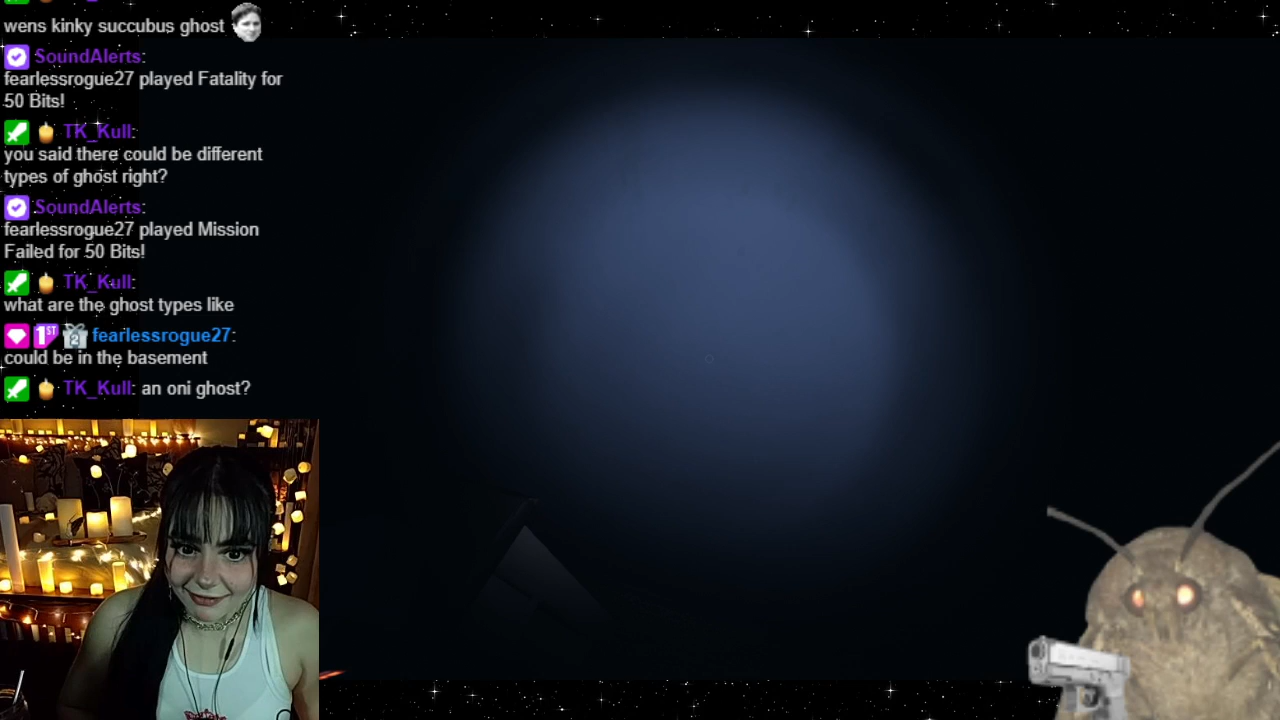 wens kinky succubus ghost
SoundAlerts:
fearlessrogue27 played Fatality for
50 Bits!
TK_Kull:
you said there could be different
types of ghost right?
SoundAlerts:
fearlessrogue27 played Mission
Failed for 50 Bits!
TK_Kull:
what are the ghost types like
1ST fearlessrogue27:
2
could be in the basement
TK_Kull: an oni ghost?